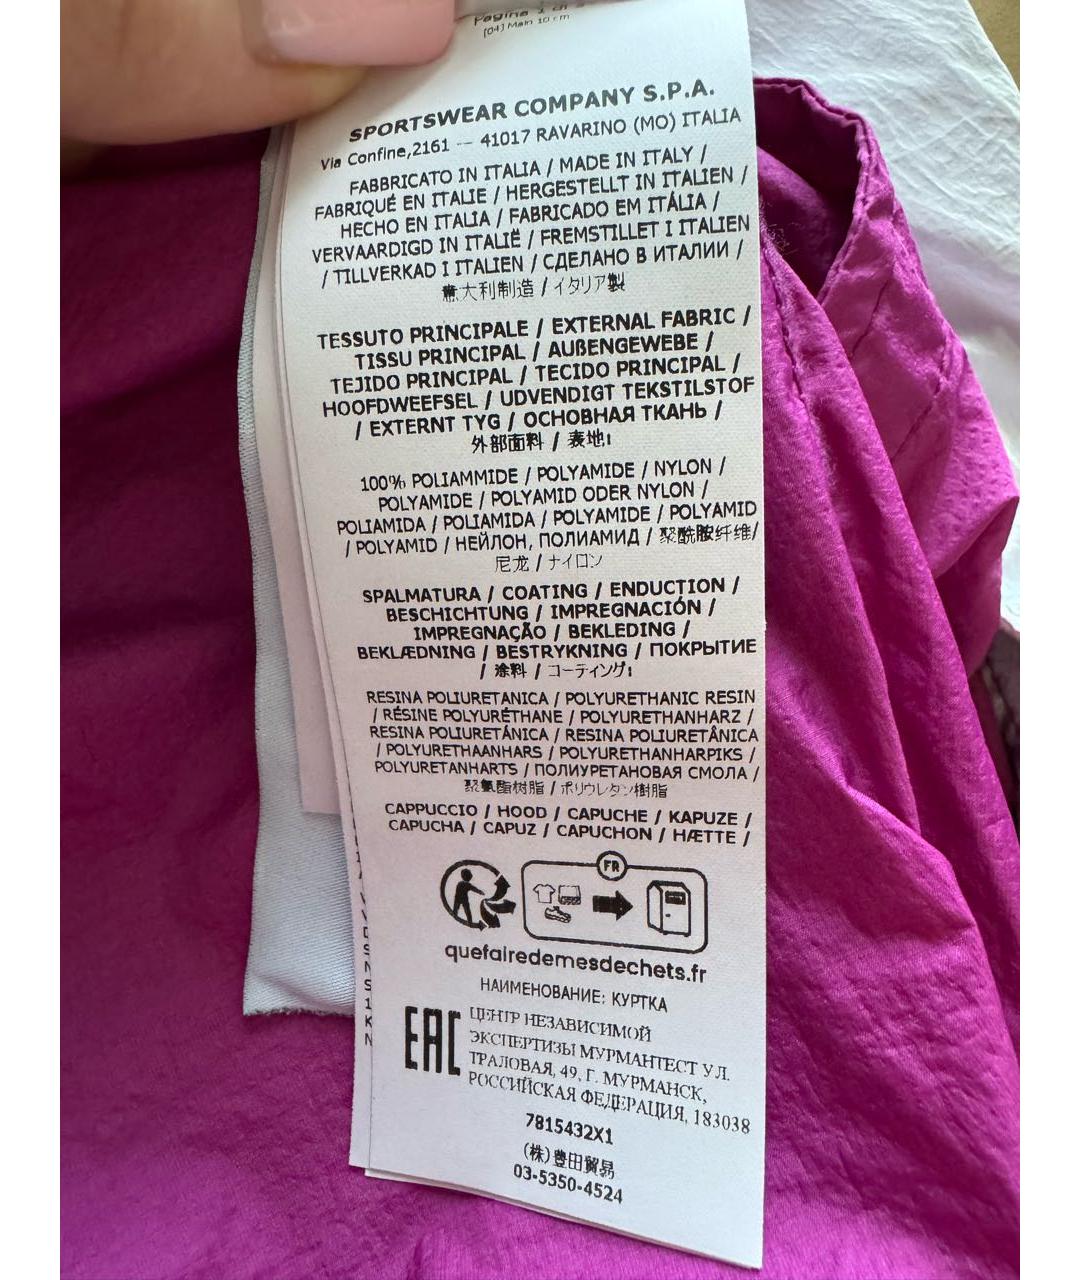 Pagina
[04] Main 10 cm
SPORTSWEAR COMPANY S.P.A.
Via Confine,2161 -- 41017 RAVARINO (MO) ITALIA
FABBRICATO IN ITALIA / MADE IN ITALY /
FABRIQUÉ EN ITALIE / HERGESTELLT IN ITALIEN /
HECHO EN ITALIA / FABRICADO EM ITÁLIA /
VERVAARDIGD IN ITALIË / FREMSTILLET I ITALIEN
/ TILLVERKAD I ITALIEN / СДЕЛАНО В ИТАЛИИ /
意大利制造 / イタリア製
TESSUTO PRINCIPALE / EXTERNAL FABRIC /
TISSU PRINCIPAL / AUßENGEWEBE /
TEJIDO PRINCIPAL / TECIDO PRINCIPAL /
HOOFDWEEFSEL / UDVENDIGT TEKSTILSTOF
/ EXTERNT TYG / ОСНОВНАЯ ТКАНЬ /
外部面料 / 表地:
100% POLIAMMIDE / POLYAMIDE / NYLON /
POLYAMIDE / POLYAMID ODER NYLON /
POLIAMIDA / POLIAMIDA / POLYAMIDE / POLYAMID
/ POLYAMID / НЕЙЛОН, ПОЛИАМИД / 聚酰胺纤维/
尼龙 / ナイロン
SPALMATURA / COATING / ENDUCTION /
BESCHICHTUNG / IMPREGNACIÓN /
IMPREGNAÇÃO / BEKLEDING /
BEKLÆDNING / BESTRYKNING / ПОКРЫТИЕ
/ 涂料 / コーティング:
RESINA POLIURETANICA / POLYURETHANIC RESIN
/ RÉSINE POLYURÉTHANE / POLYURETHANHARZ /
RESINA POLIURETÁNICA / RESINA POLIURETÂNICA
/ POLYURETHAANHARS / POLYURETHANHARPIKS /
POLYURETANHARTS / ПОЛИУРЕТАНОВАЯ СМОЛА /
聚氨酯树脂 / ポリウレタン樹脂
CAPPUCCIO / HOOD / CAPUCHE / KAPUZE /
CAPUCHA / CAPUZ / CAPUCHON / HÆTTE /
FR
quefairedemesdechets.fr
НАИМЕНОВАНИЕ: КУРТКА
EAC
ЦЕНТР НЕЗАВИСИМОЙ
ЭКСПЕРТИЗЫ МУРМАНТЕСТ УЛ.
ТРАЛОВАЯ, 49, Г. МУРМАНСК,
РОССИЙСКАЯ ФЕДЕРАЦИЯ, 183038
7815432X1
(株)豊田貿易
03-5350-4524